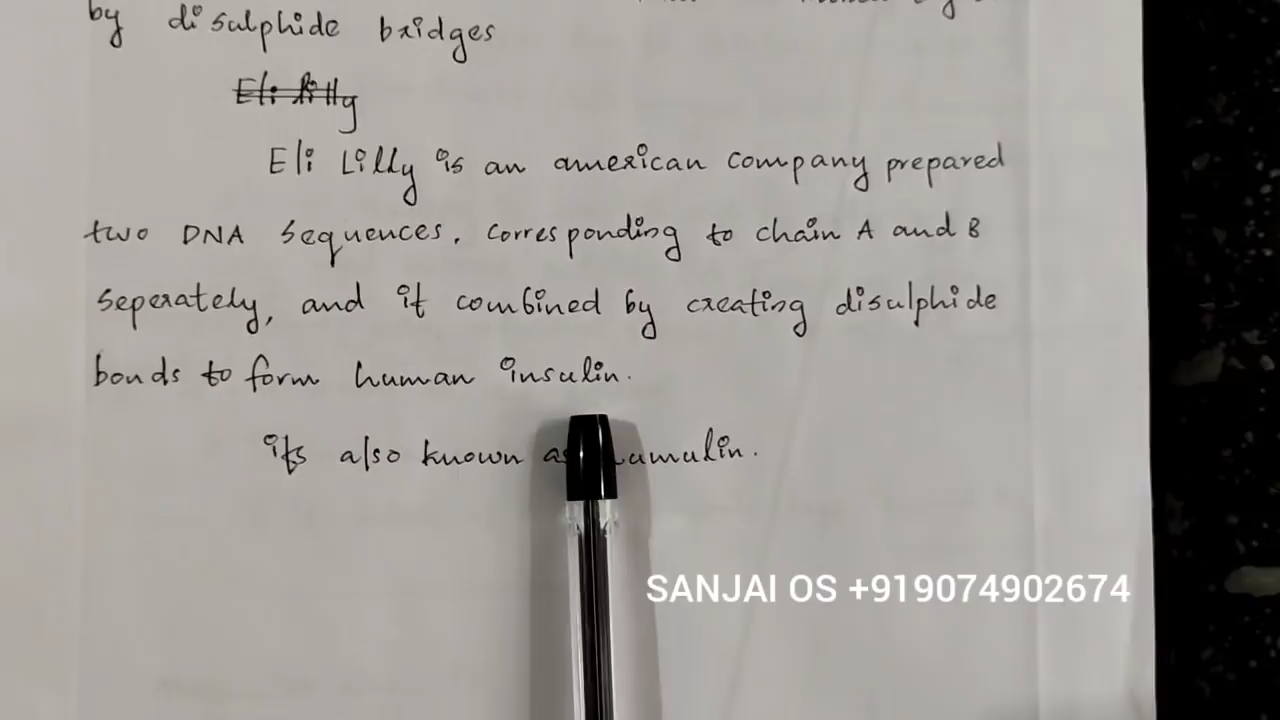 by disulphide bridges
Eli Lilly
Eli Lilly is an american company prepared
two DNA sequences, corresponding to chain A and B
seperately, and it combined by creating disulphide
bonds to form human insulin.
its also known as humulin.
SANJAI OS +919074902674